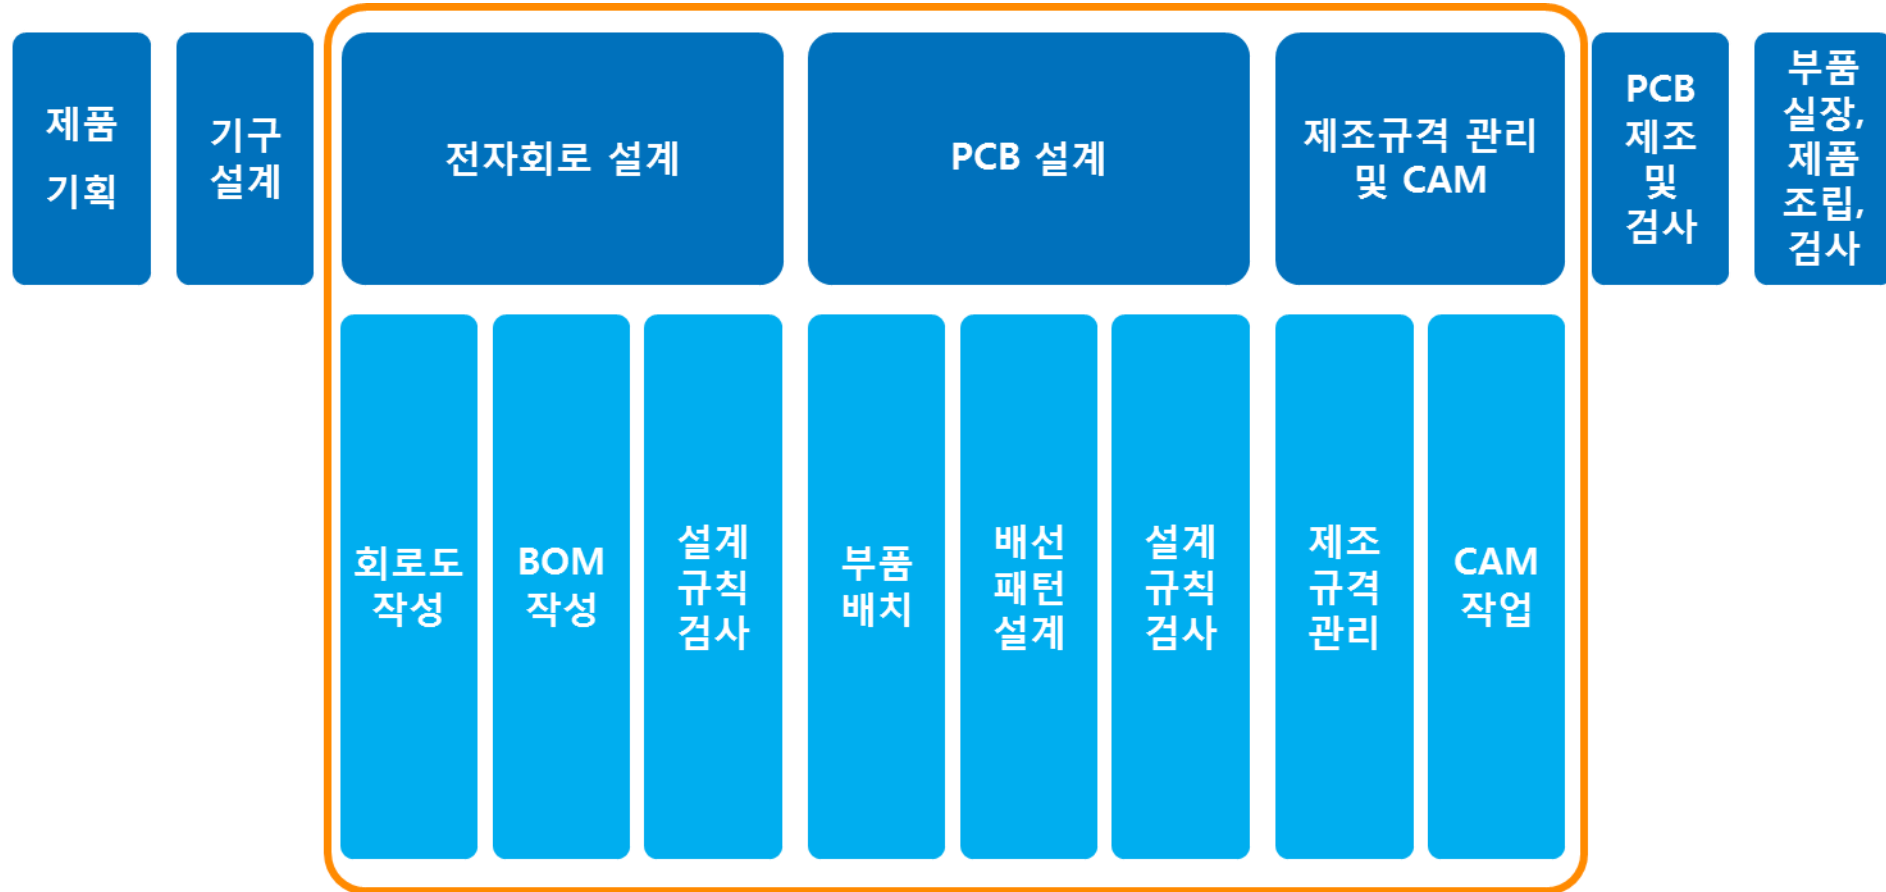 제품
기획
기구
설계
전자회로 설계
PCB 설계
제조규격 관리
및 CAM
PCB
제조
및
검사
부품
실장,
제품
조립,
검사
회로도
작성
BOM
작성
설계
규칙
검사
부품
배치
배선
패턴
설계
설계
규칙
검사
제조
규격
관리
CAM
작업